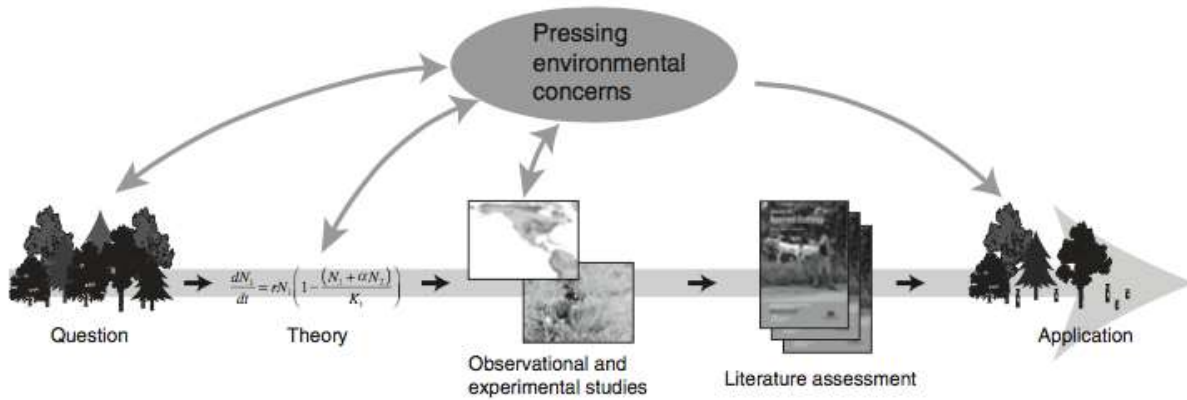 Pressing
environmental
concerns
dN₁/dt = rN₁(1 − (N₁ + αN₂)/K₁)
Question
Theory
Observational and
experimental studies
Literature assessment
Application